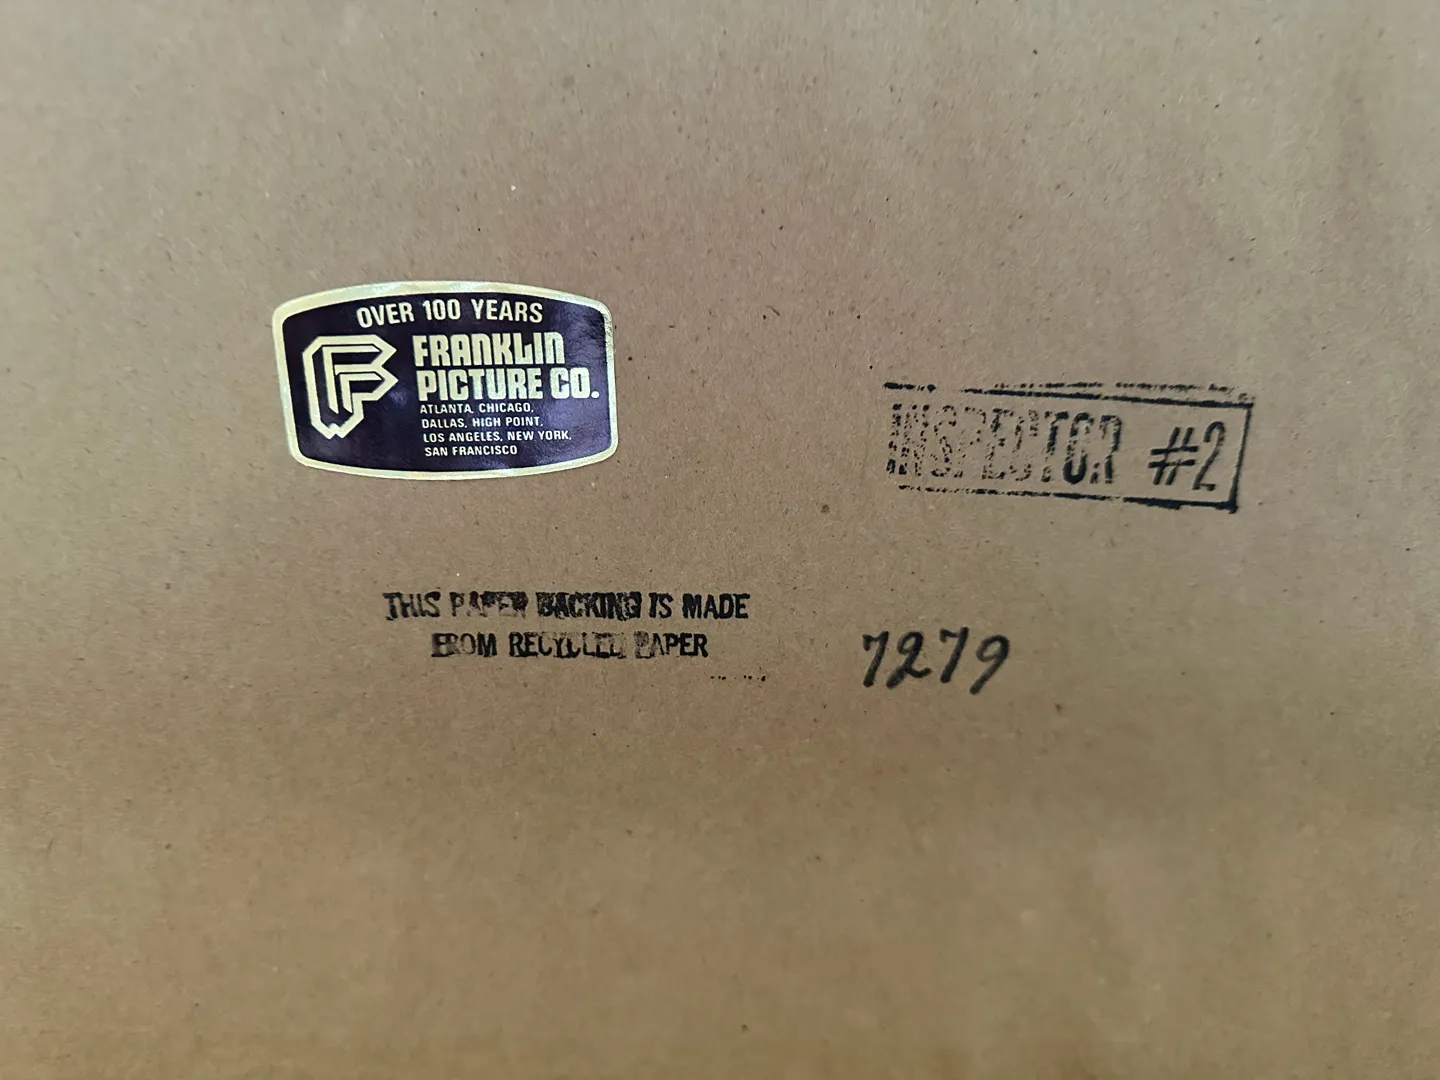 OVER 100 YEARS
FRANKLIN
PICTURE CO.
ATLANTA, CHICAGO,
DALLAS, HIGH POINT,
LOS ANGELES, NEW YORK,
SAN FRANCISCO
INSPECTOR #2
THIS PAPER BACKING IS MADE
FROM RECYCLED PAPER
7279